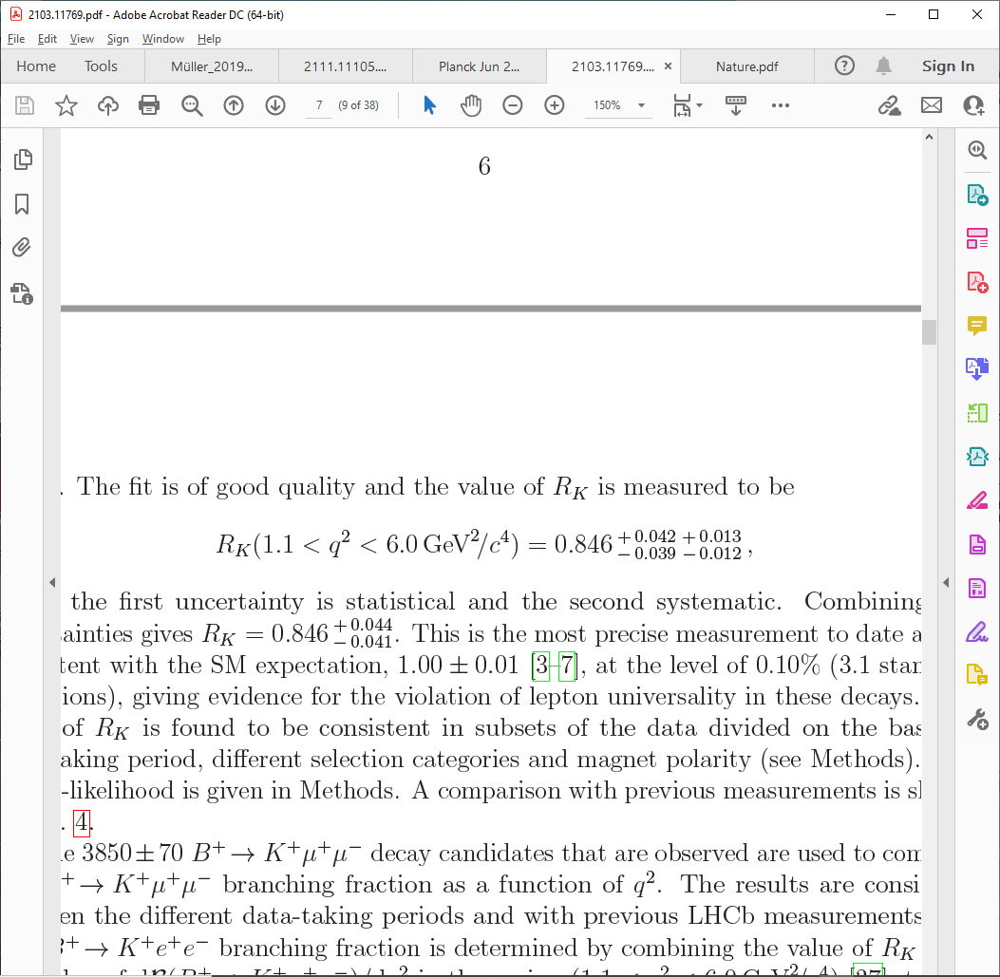 2103.11769.pdf - Adobe Acrobat Reader DC (64-bit)
File Edit View Sign Window Help
Home Tools Müller_2019... 2111.11105.... Planck Jun 2... 2103.11769.... × Nature.pdf Sign In
7 (9 of 38) 150%
6
. The fit is of good quality and the value of R_K is measured to be
R_K(1.1 < q² < 6.0 GeV²/c⁴) = 0.846 +0.042 +0.013 −0.039 −0.012 ,
the first uncertainty is statistical and the second systematic. Combining
ainties gives R_K = 0.846 +0.044 −0.041. This is the most precise measurement to date a
tent with the SM expectation, 1.00 ± 0.01 [3–7], at the level of 0.10% (3.1 stan
ions), giving evidence for the violation of lepton universality in these decays.
of R_K is found to be consistent in subsets of the data divided on the bas
aking period, different selection categories and magnet polarity (see Methods).
-likelihood is given in Methods. A comparison with previous measurements is sh
. 4.
e 3850 ± 70 B⁺ → K⁺μ⁺μ⁻ decay candidates that are observed are used to com
⁺ → K⁺μ⁺μ⁻ branching fraction as a function of q². The results are consi
en the different data-taking periods and with previous LHCb measurements
B⁺ → K⁺e⁺e⁻ branching fraction is determined by combining the value of R_K